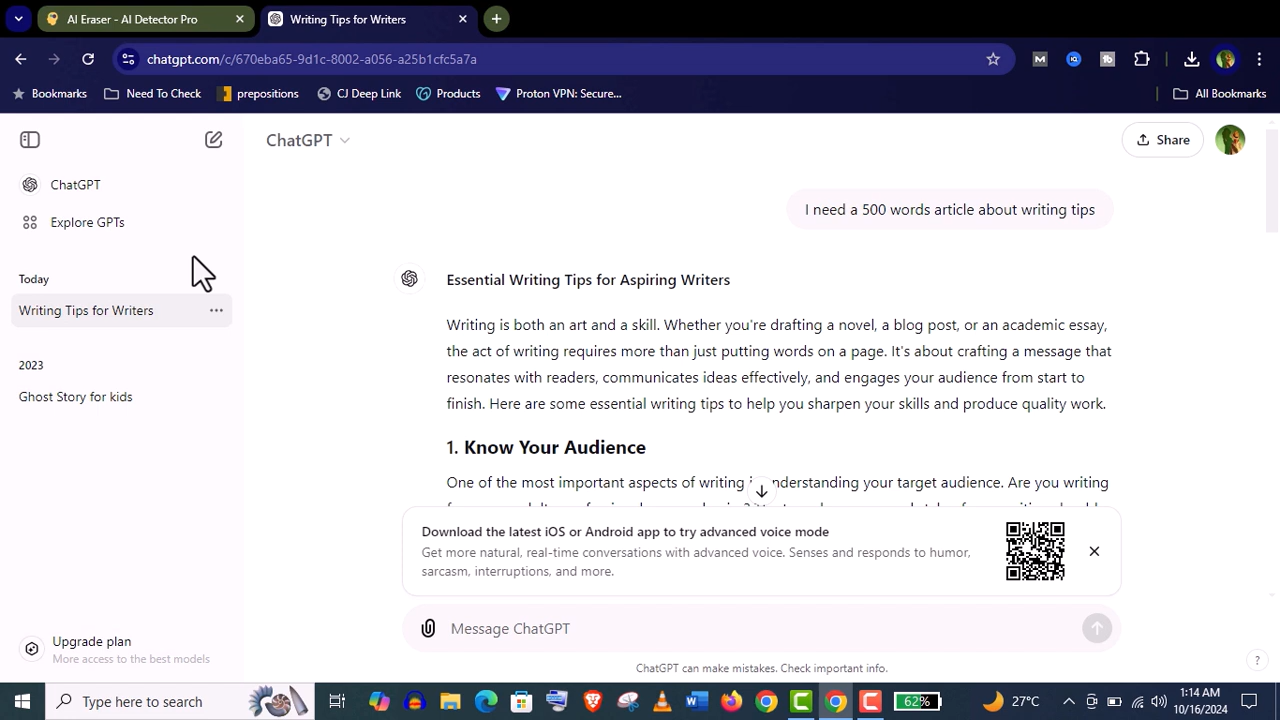 AI Eraser - AI Detector Pro
Writing Tips for Writers
chatgpt.com/c/670eba65-9d1c-8002-a056-a25b1cfc5a7a
Bookmarks
Need To Check
prepositions
CJ Deep Link
Products
Proton VPN: Secure...
All Bookmarks
ChatGPT
Share
ChatGPT
Explore GPTs
Today
Writing Tips for Writers
2023
Ghost Story for kids
Upgrade plan
More access to the best models
I need a 500 words article about writing tips
Essential Writing Tips for Aspiring Writers
Writing is both an art and a skill. Whether you're drafting a novel, a blog post, or an academic essay,
the act of writing requires more than just putting words on a page. It's about crafting a message that
resonates with readers, communicates ideas effectively, and engages your audience from start to
finish. Here are some essential writing tips to help you sharpen your skills and produce quality work.
1. Know Your Audience
One of the most important aspects of writing is understanding your target audience. Are you writing
Download the latest iOS or Android app to try advanced voice mode
Get more natural, real-time conversations with advanced voice. Senses and responds to humor,
sarcasm, interruptions, and more.
Message ChatGPT
ChatGPT can make mistakes. Check important info.
?
Type here to search
62%
27°C
1:14 AM
10/16/2024